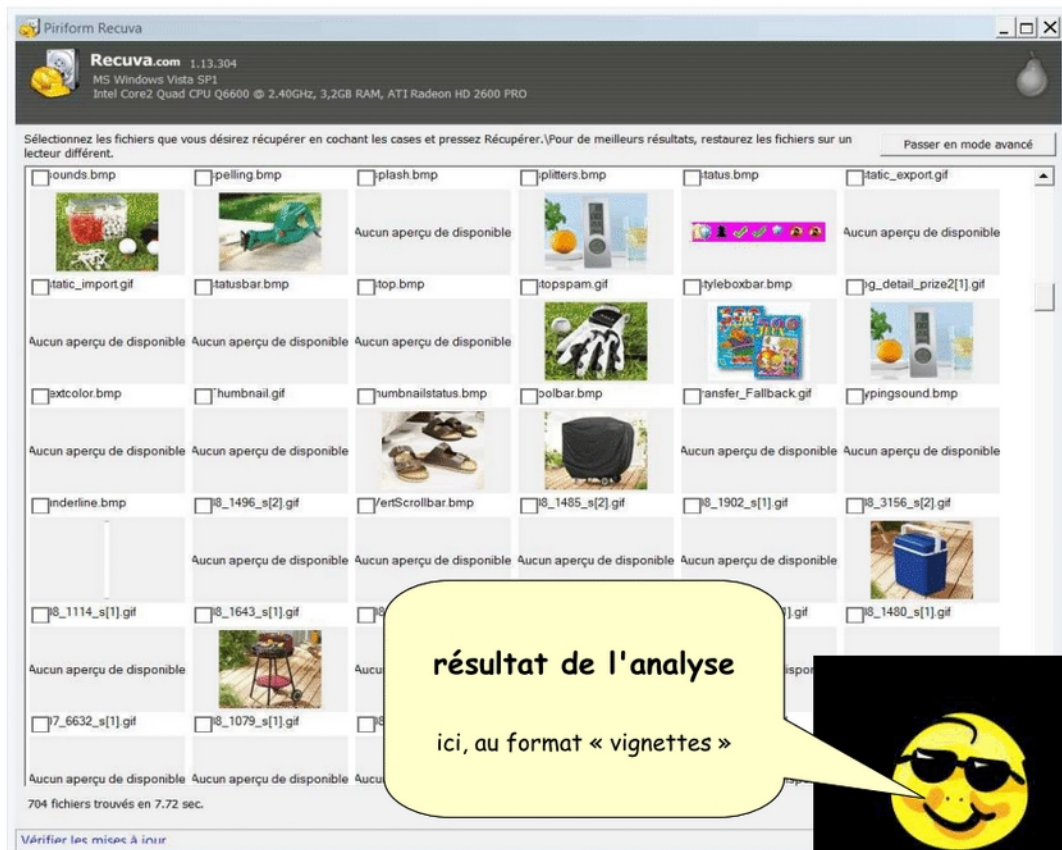 Piriform Recuva
Recuva.com 1.13.304
MS Windows Vista SP1
Intel Core2 Quad CPU Q6600 @ 2.40GHz, 3,2GB RAM, ATI Radeon HD 2600 PRO
Sélectionnez les fichiers que vous désirez récupérer en cochant les cases et pressez Récupérer.\Pour de meilleurs résultats, restaurez les fichiers sur un
lecteur différent.
Passer en mode avancé
ounds.bmp pelling.bmp plash.bmp plitters.bmp tatus.bmp tatic_export.gif
Aucun aperçu de disponible Aucun aperçu de disponible
tatic_import.gif tatusbar.bmp top.bmp topspam.gif tyleboxbar.bmp g_detail_prize2[1].gif
Aucun aperçu de disponible Aucun aperçu de disponible Aucun aperçu de disponible
extcolor.bmp humbnail.gif humbnailstatus.bmp oolbar.bmp ansfer_Fallback.gif ypingsound.bmp
Aucun aperçu de disponible Aucun aperçu de disponible Aucun aperçu de disponible Aucun aperçu de disponible
nderline.bmp 8_1496_s[2].gif VertScrollbar.bmp 8_1485_s[2].gif 8_1902_s[1].gif 8_3156_s[2].gif
Aucun aperçu de disponible Aucun aperçu de disponible Aucun aperçu de disponible Aucun aperçu de disponible
8_1114_s[1].gif 8_1643_s[1].gif 8_1480_s[1].gif
Aucun aperçu de disponible
7_6632_s[1].gif 8_1079_s[1].gif
Aucun aperçu de disponible Aucun aperçu de disponible
résultat de l'analyse
ici, au format « vignettes »
704 fichiers trouvés en 7.72 sec.
Vérifier les mises à jour